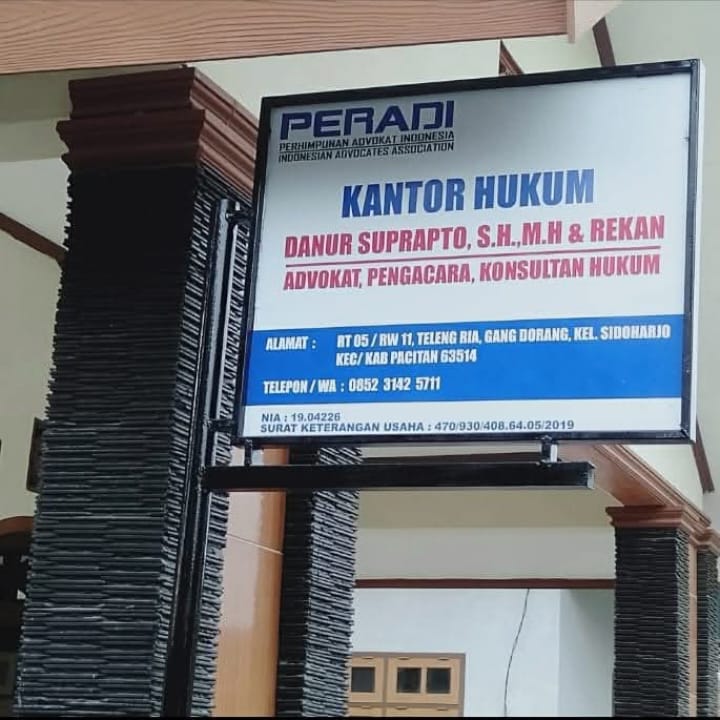 PERADI
PERHIMPUNAN ADVOKAT INDONESIA
INDONESIAN ADVOCATES ASSOCIATION
KANTOR HUKUM
DANUR SUPRAPTO, S.H.,M.H & REKAN
ADVOKAT, PENGACARA, KONSULTAN HUKUM
ALAMAT : RT 05 / RW 11, TELENG RIA, GANG DORANG, KEL. SIDOHARJO
KEC/ KAB PACITAN 63514
TELEPON / WA : 0852 3142 5711
NIA : 19.04226
SURAT KETERANGAN USAHA : 470/930/408.64.05/2019